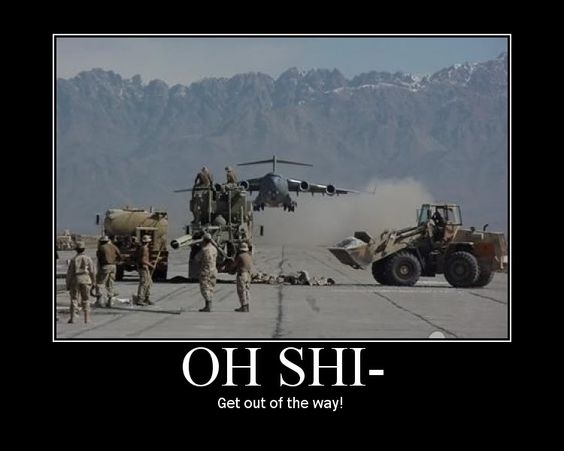 OH SHI-
Get out of the way!